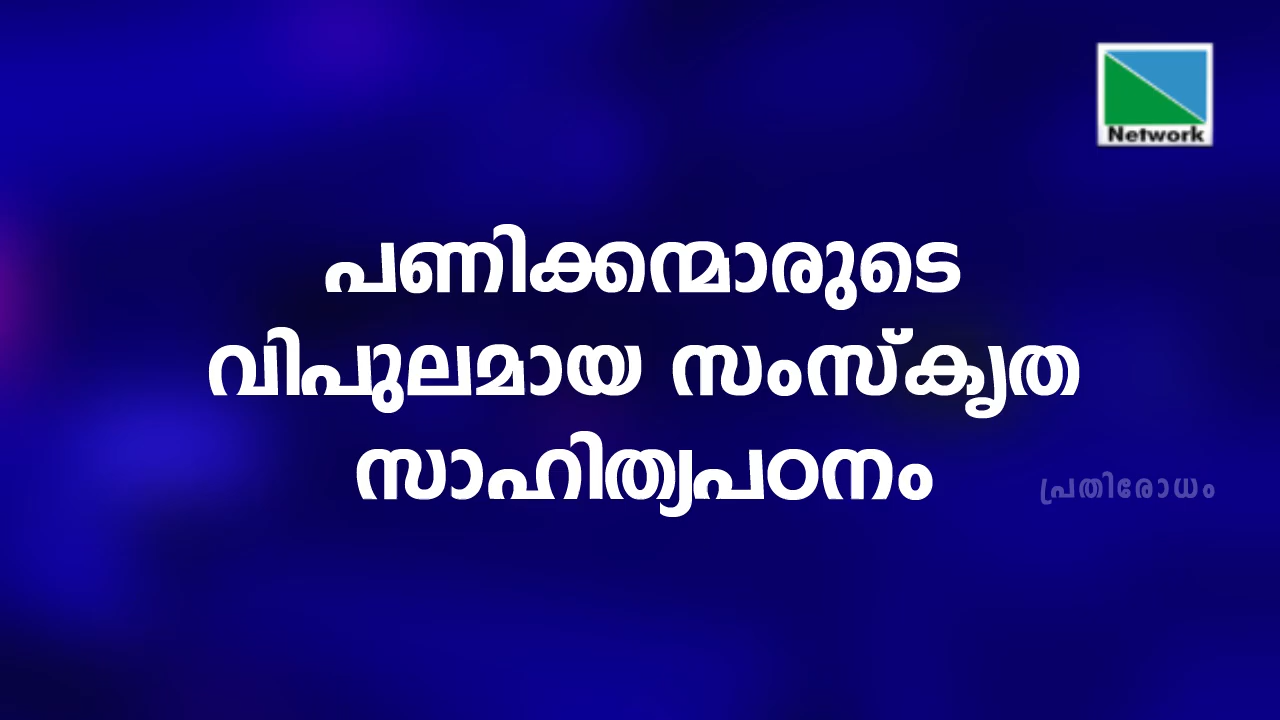 Network
പണിക്കന്മാരുടെ
വിപുലമായ സംസ്കൃത
സാഹിത്യപഠനം
പ്രതിരോധം